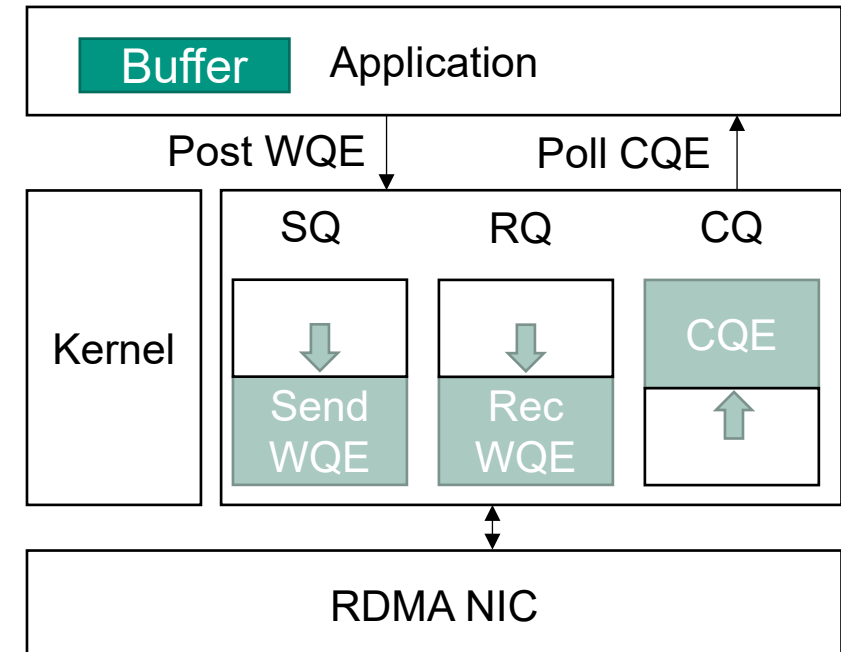 Buffer
Application
Post WQE
Poll CQE
SQ
RQ
CQ
Kernel
CQE
Send
WQE
Rec
WQE
RDMA NIC